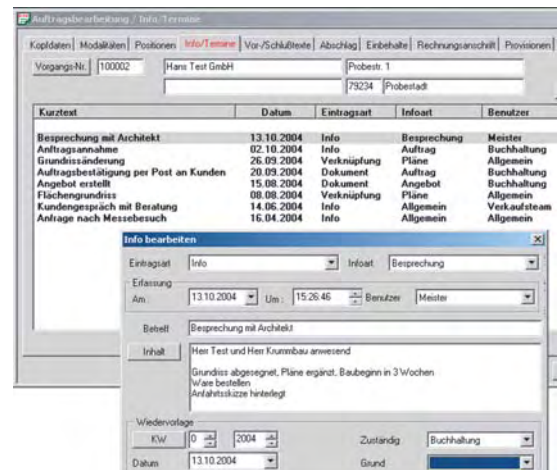 Auftragsbearbeitung / Info/Termine
Kopfdaten Modalitäten Positionen Info/Termine Vor-/Schlußtexte Abschlag Einbehalte Rechnungsanschrift Provisionen
Vorgangs-Nr. 100002 Hans Test GmbH Probestr. 1
79234 Probestadt
Kurztext Datum Eintragsart Infoart Benutzer
Besprechung mit Architekt 13.10.2004 Info Besprechung Meister
Anftragsannahme 02.10.2004 Info Auftrag Buchhaltung
Grundrissänderung 26.09.2004 Verknüpfung Pläne Allgemein
Auftragsbestätigung per Post an Kunden 20.09.2004 Dokument Auftrag Buchhaltung
Angebot erstellt 15.08.2004 Dokument Angebot Buchhaltung
Flächengrundriss 08.08.2004 Verknüpfung Pläne Allgemein
Kundengespräch mit Beratung 14.06.2004 Info Allgemein Verkaufsteam
Anfrage nach Messebesuch 16.04.2004 Info Allgemein Allgemein
Info bearbeiten
Eintragsart Info Infoart Besprechung
Erfassung
Am : 13.10.2004 Um : 15:26:46 Benutzer Meister
Betreff Besprechung mit Architekt
Inhalt Herr Test und Herr Krummbau anwesend
Grundriss abgesegnet, Pläne ergänzt, Baubeginn in 3 Wochen
Ware bestellen
Anfahrtsskizze hinterlegt
Wiedervorlage
KW 0 2004 Zuständig Buchhaltung
Datum 13.10.2004 Grund